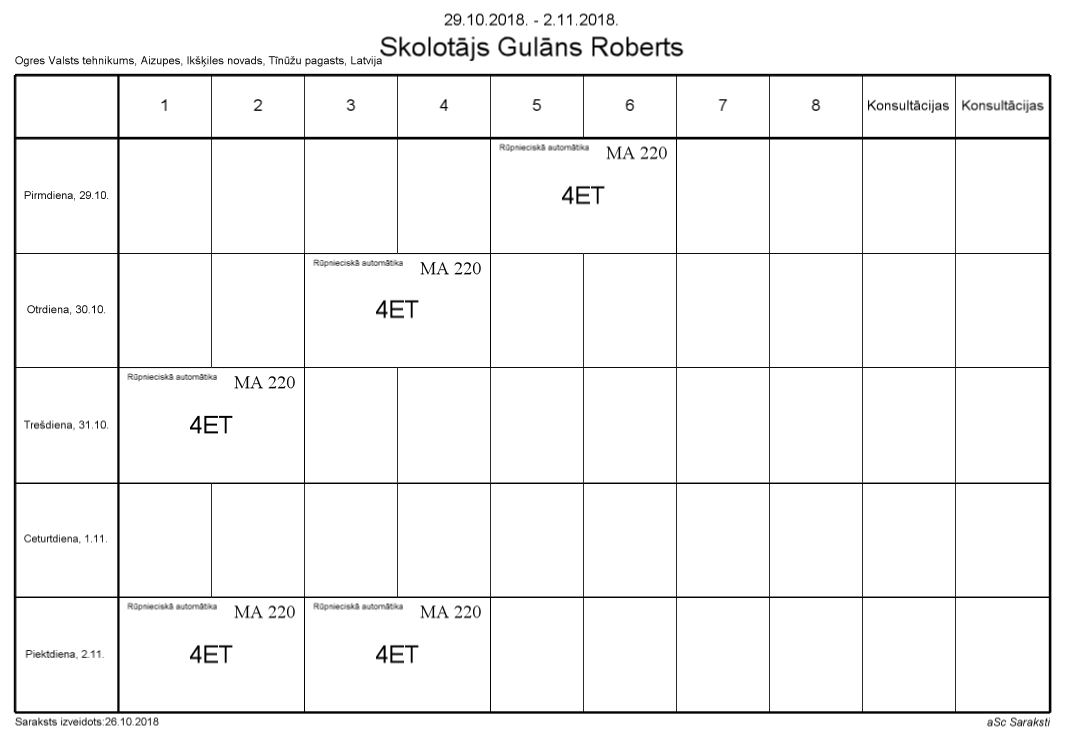 29.10.2018. - 2.11.2018.
Skolotājs Gulāns Roberts
Ogres Valsts tehnikums, Aizupes, Ikšķiles novads, Tīnūžu pagasts, Latvija
1 2 3 4 5 6 7 8 Konsultācijas Konsultācijas
Pirmdiena, 29.10.
Rūpnieciskā automātika MA 220
4ET
Otrdiena, 30.10.
Rūpnieciskā automātika MA 220
4ET
Trešdiena, 31.10.
Rūpnieciskā automātika MA 220
4ET
Ceturtdiena, 1.11.
Piektdiena, 2.11.
Rūpnieciskā automātika MA 220
4ET
Rūpnieciskā automātika MA 220
4ET
Saraksts izveidots:26.10.2018
aSc Saraksti